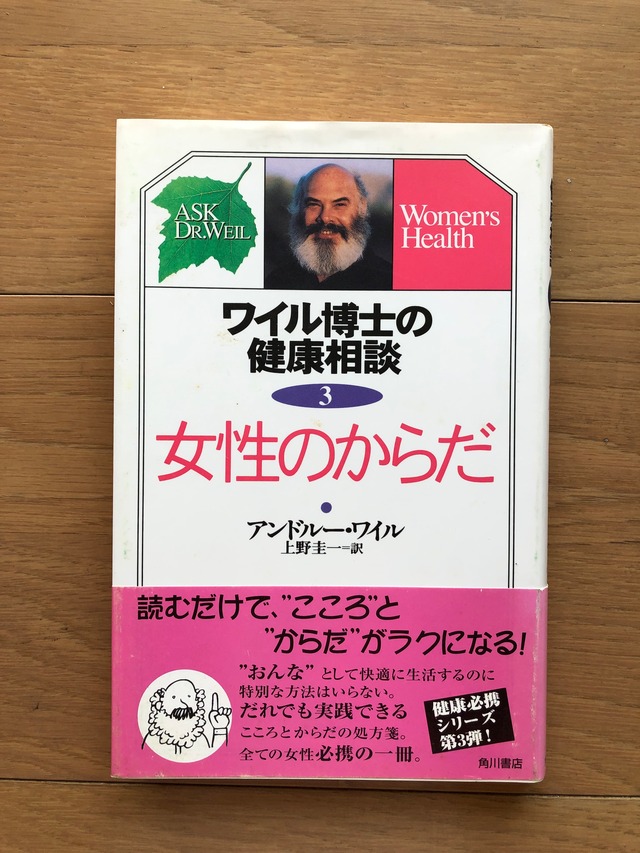 ASK
DR. WEIL
Women's
Health
ワイル博士の
健康相談
3
女性のからだ
アンドルー・ワイル
上野圭一＝訳
読むだけで、"こころ"と
"からだ"がラクになる!
"おんな"として快適に生活するのに
特別な方法はいらない。
だれでも実践できる
こころとからだの処方箋。
全ての女性必携の一冊。
健康必携
シリーズ
第3弾!
角川書店